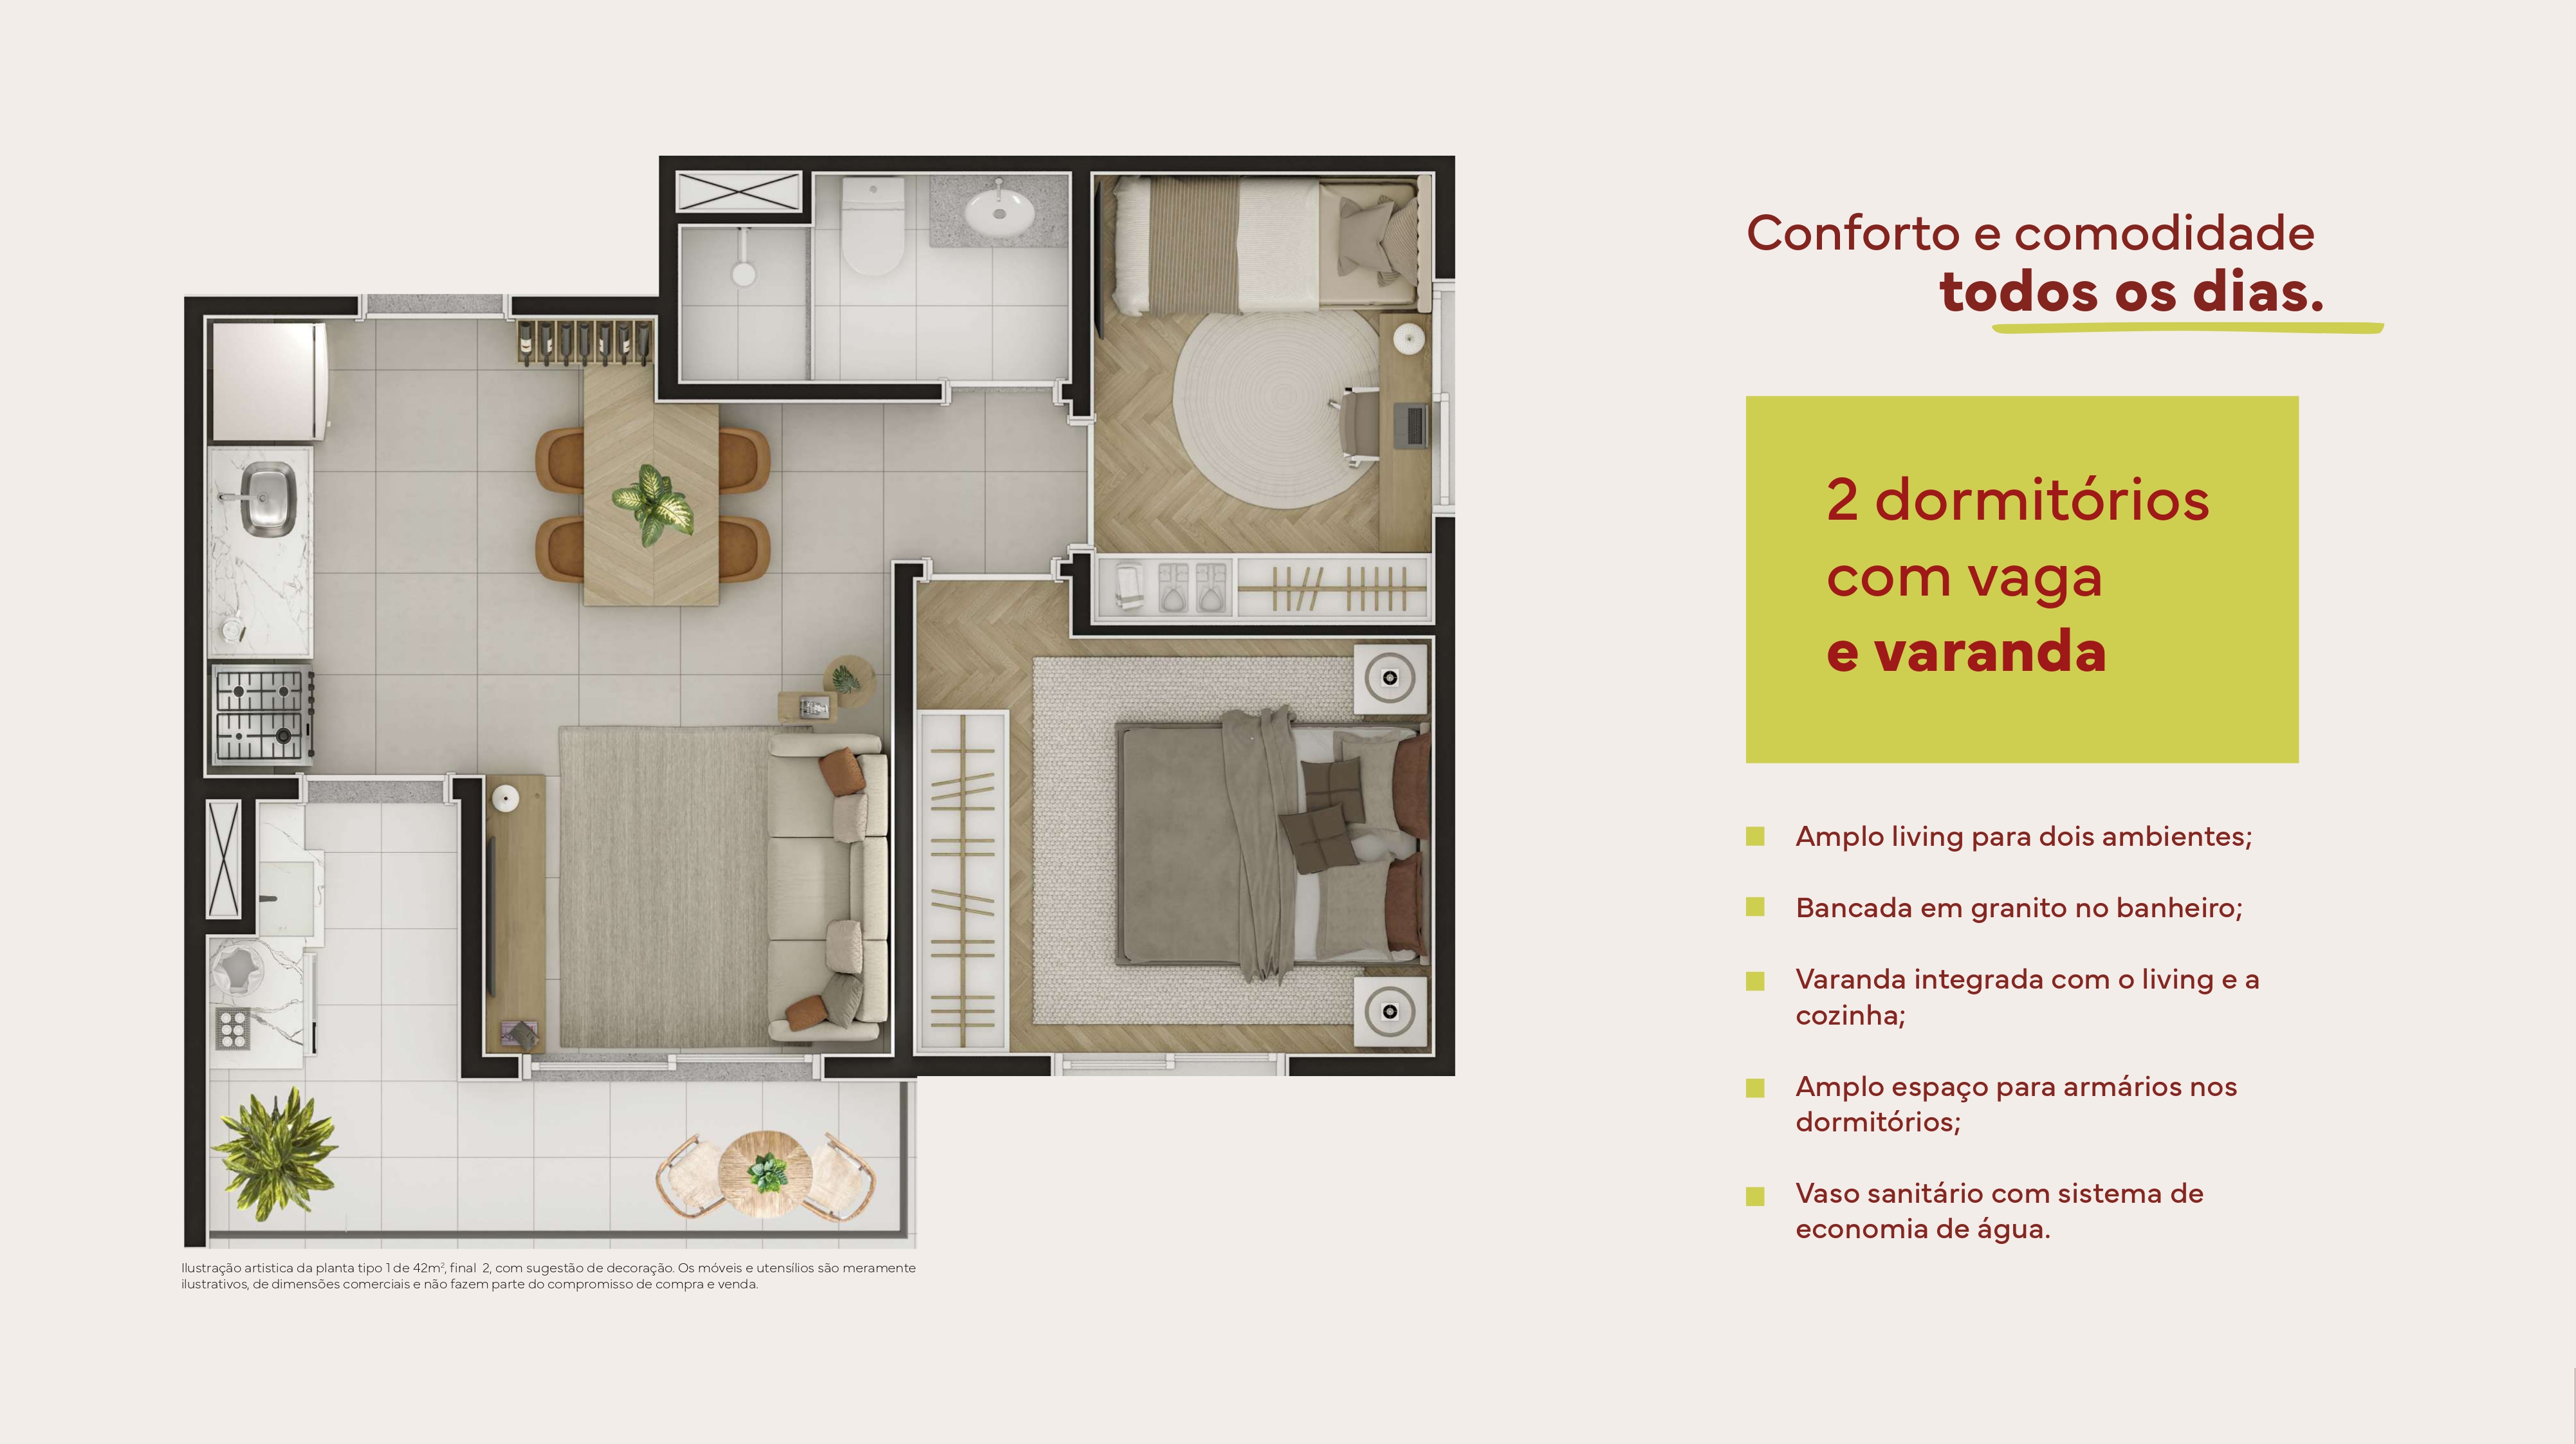 Conforto e comodidade
todos os dias.
2 dormitórios
com vaga
e varanda
Amplo living para dois ambientes;
Bancada em granito no banheiro;
Varanda integrada com o living e a
cozinha;
Amplo espaço para armários nos
dormitórios;
Vaso sanitário com sistema de
economia de água.
Ilustração artistica da planta tipo 1 de 42m², final 2, com sugestão de decoração. Os móveis e utensílios são meramente
ilustrativos, de dimensões comerciais e não fazem parte do compromisso de compra e venda.